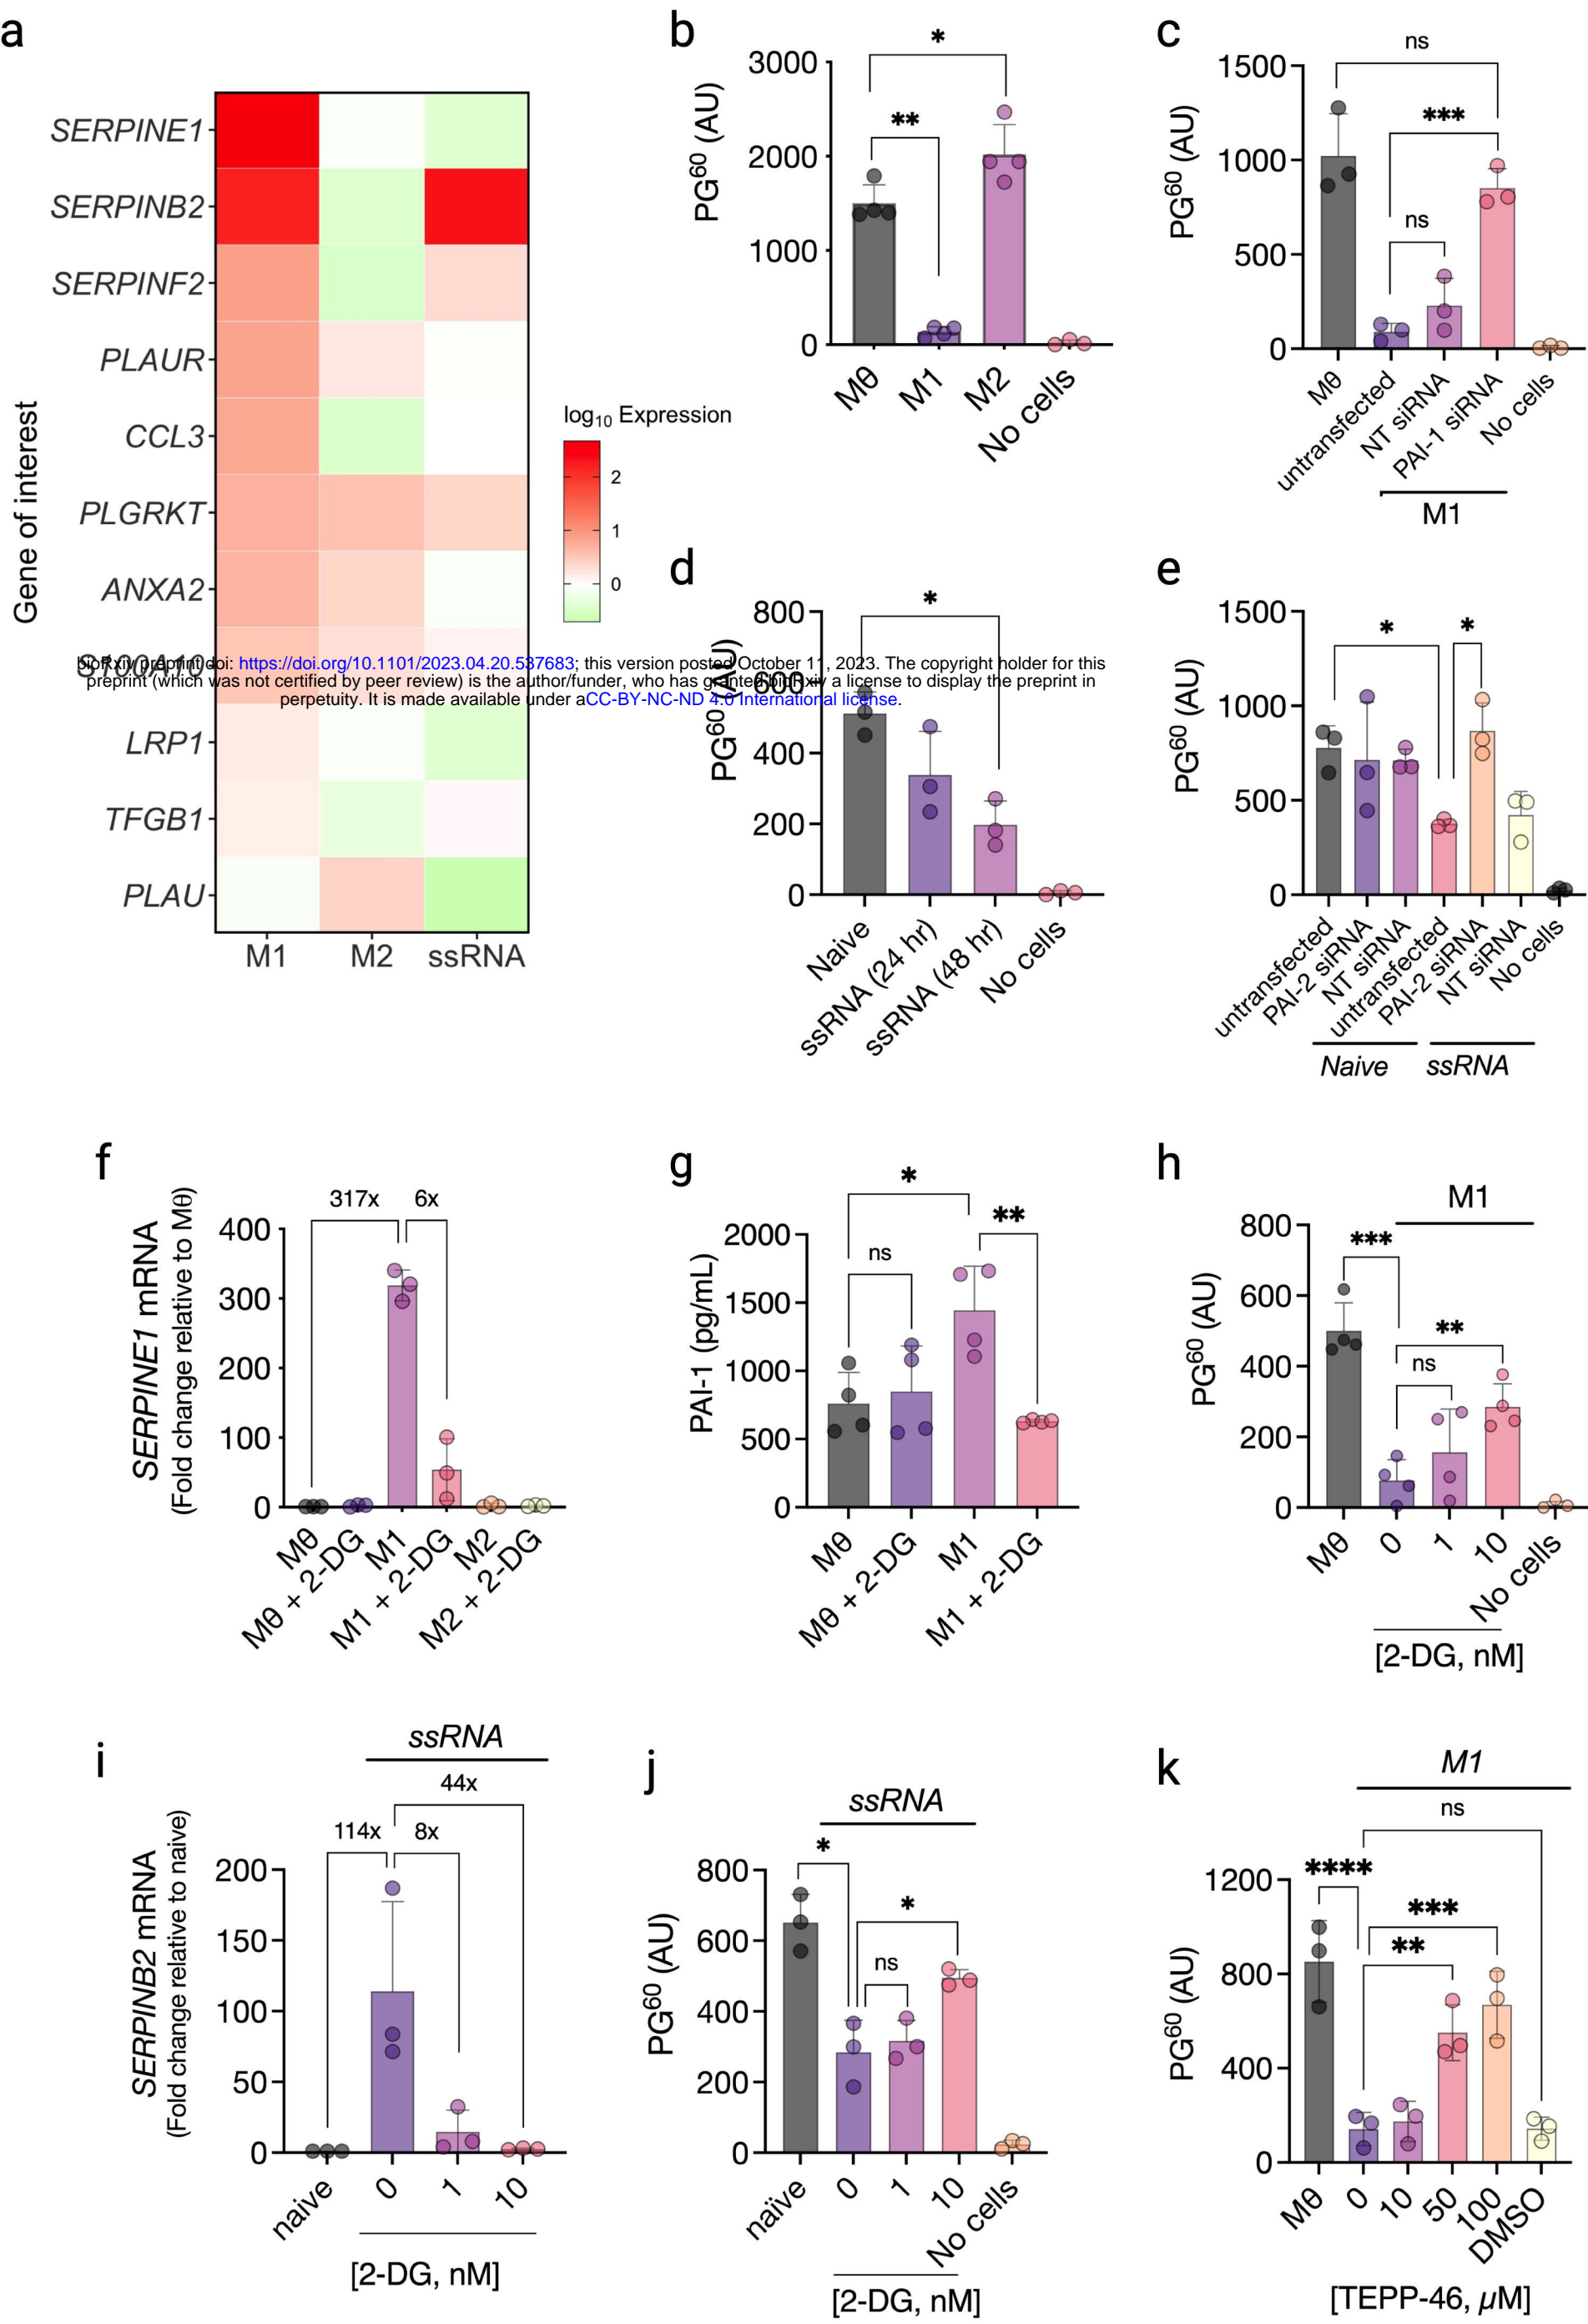 a
Gene of interest
SERPINE1
SERPINB2
SERPINF2
PLAUR
CCL3
PLGRKT
ANXA2
S100A10
LRP1
TFGB1
PLAU
M1 M2 ssRNA
log10 Expression
2
1
0
bioRxiv preprint doi: https://doi.org/10.1101/2023.04.20.537683; this version posted October 11, 2023. The copyright holder for this
preprint (which was not certified by peer review) is the author/funder, who has granted bioRxiv a license to display the preprint in
perpetuity. It is made available under aCC-BY-NC-ND 4.0 International license.
b
PG60 (AU)
3000
2000
1000
0
*
**
Mθ M1 M2 No cells
c
PG60 (AU)
1500
1000
500
0
ns
***
ns
Mθ untransfected NT siRNA PAI-1 siRNA No cells
M1
d
PG60 (AU)
800
600
400
200
0
*
Naive ssRNA (24 hr) ssRNA (48 hr) No cells
e
PG60 (AU)
1500
1000
500
0
* *
untransfected PAI-2 siRNA NT siRNA untransfected PAI-2 siRNA NT siRNA No cells
Naive ssRNA
f
SERPINE1 mRNA
(Fold change relative to Mθ)
400
300
200
100
0
317x 6x
Mθ Mθ + 2-DG M1 M1 + 2-DG M2 M2 + 2-DG
g
PAI-1 (pg/mL)
2000
1500
1000
500
0
*
**
ns
Mθ Mθ + 2-DG M1 M1 + 2-DG
h
M1
PG60 (AU)
800
600
400
200
0
***
**
ns
Mθ 0 1 10 No cells
[2-DG, nM]
i
ssRNA
SERPINB2 mRNA
(Fold change relative to naive)
200
150
100
50
0
44x
114x 8x
naive 0 1 10
[2-DG, nM]
j
ssRNA
PG60 (AU)
800
600
400
200
0
*
*
ns
naïve 0 1 10 No cells
[2-DG, nM]
k
M1
PG60 (AU)
1200
800
400
0
ns
****
***
**
Mθ 0 10 50 100 DMSO
[TEPP-46, µM]